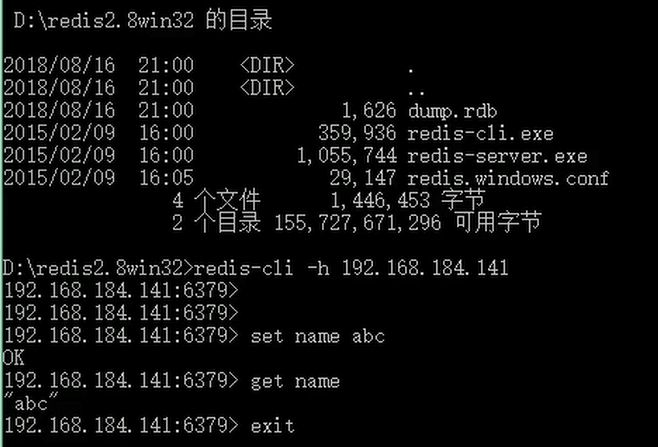 D:\redis2.8win32 的目录
2018/08/16  21:00    <DIR>          .
2018/08/16  21:00    <DIR>          ..
2018/08/16  21:00             1,626 dump.rdb
2015/02/09  16:00           359,936 redis-cli.exe
2015/02/09  16:00         1,055,744 redis-server.exe
2015/02/09  16:05            29,147 redis.windows.conf
4 个文件      1,446,453 字节
2 个目录 155,727,671,296 可用字节
D:\redis2.8win32>redis-cli -h 192.168.184.141
192.168.184.141:6379>
192.168.184.141:6379>
192.168.184.141:6379> set name abc
OK
192.168.184.141:6379> get name
"abc"
192.168.184.141:6379> exit